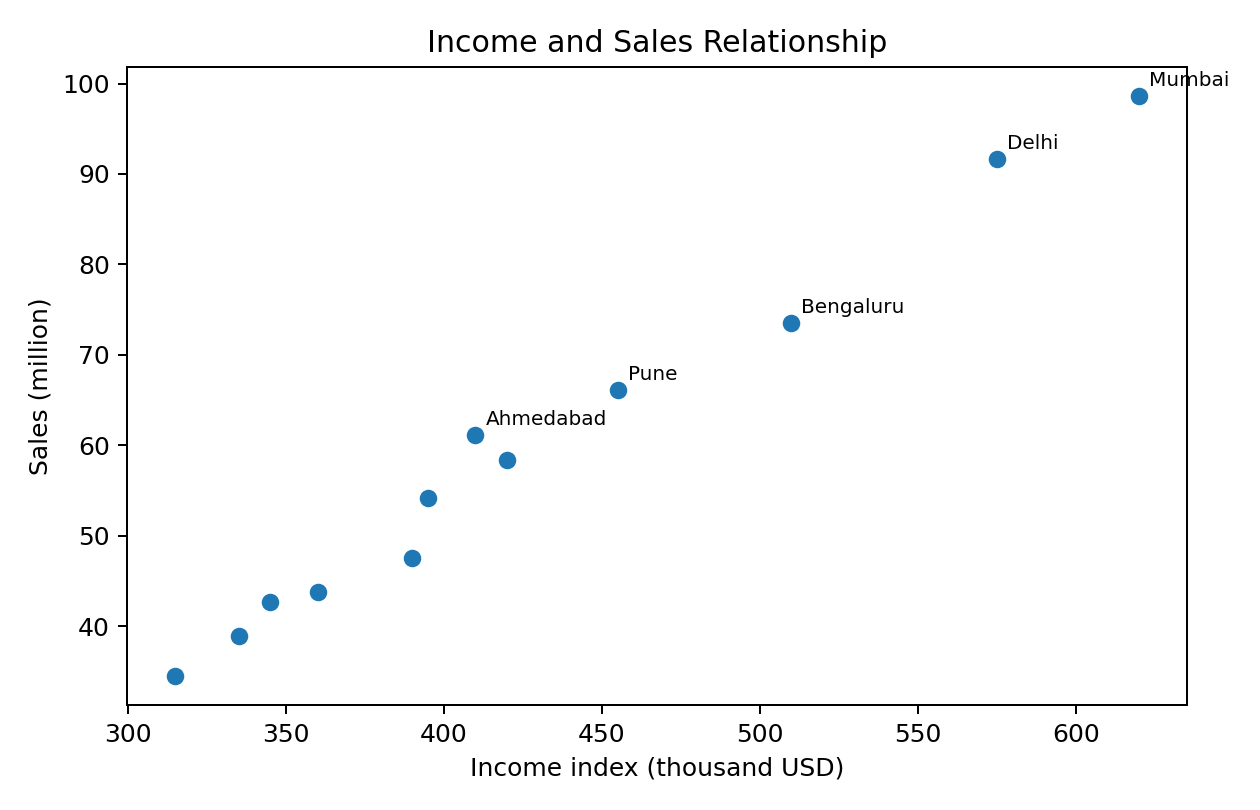 Income and Sales Relationship
100
90
80
70
60
50
40
Sales (million)
Mumbai
Delhi
Bengaluru
Pune
Ahmedabad
300 350 400 450 500 550 600
Income index (thousand USD)